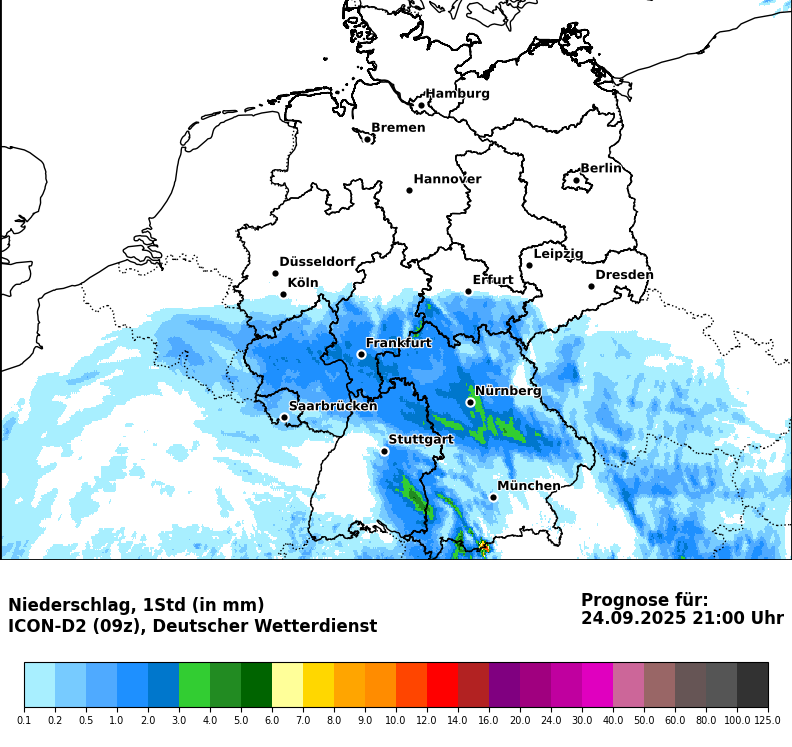 Hamburg
Bremen
Berlin
Hannover
Leipzig
Düsseldorf
Dresden
Köln
Erfurt
Frankfurt
Nürnberg
Saarbrücken
Stuttgart
München
Niederschlag, 1Std (in mm)
ICON-D2 (09z), Deutscher Wetterdienst
Prognose für:
24.09.2025 21:00 Uhr
0.1 0.2 0.5 1.0 2.0 3.0 4.0 5.0 6.0 7.0 8.0 9.0 10.0 12.0 14.0 16.0 20.0 24.0 30.0 40.0 50.0 60.0 80.0 100.0 125.0